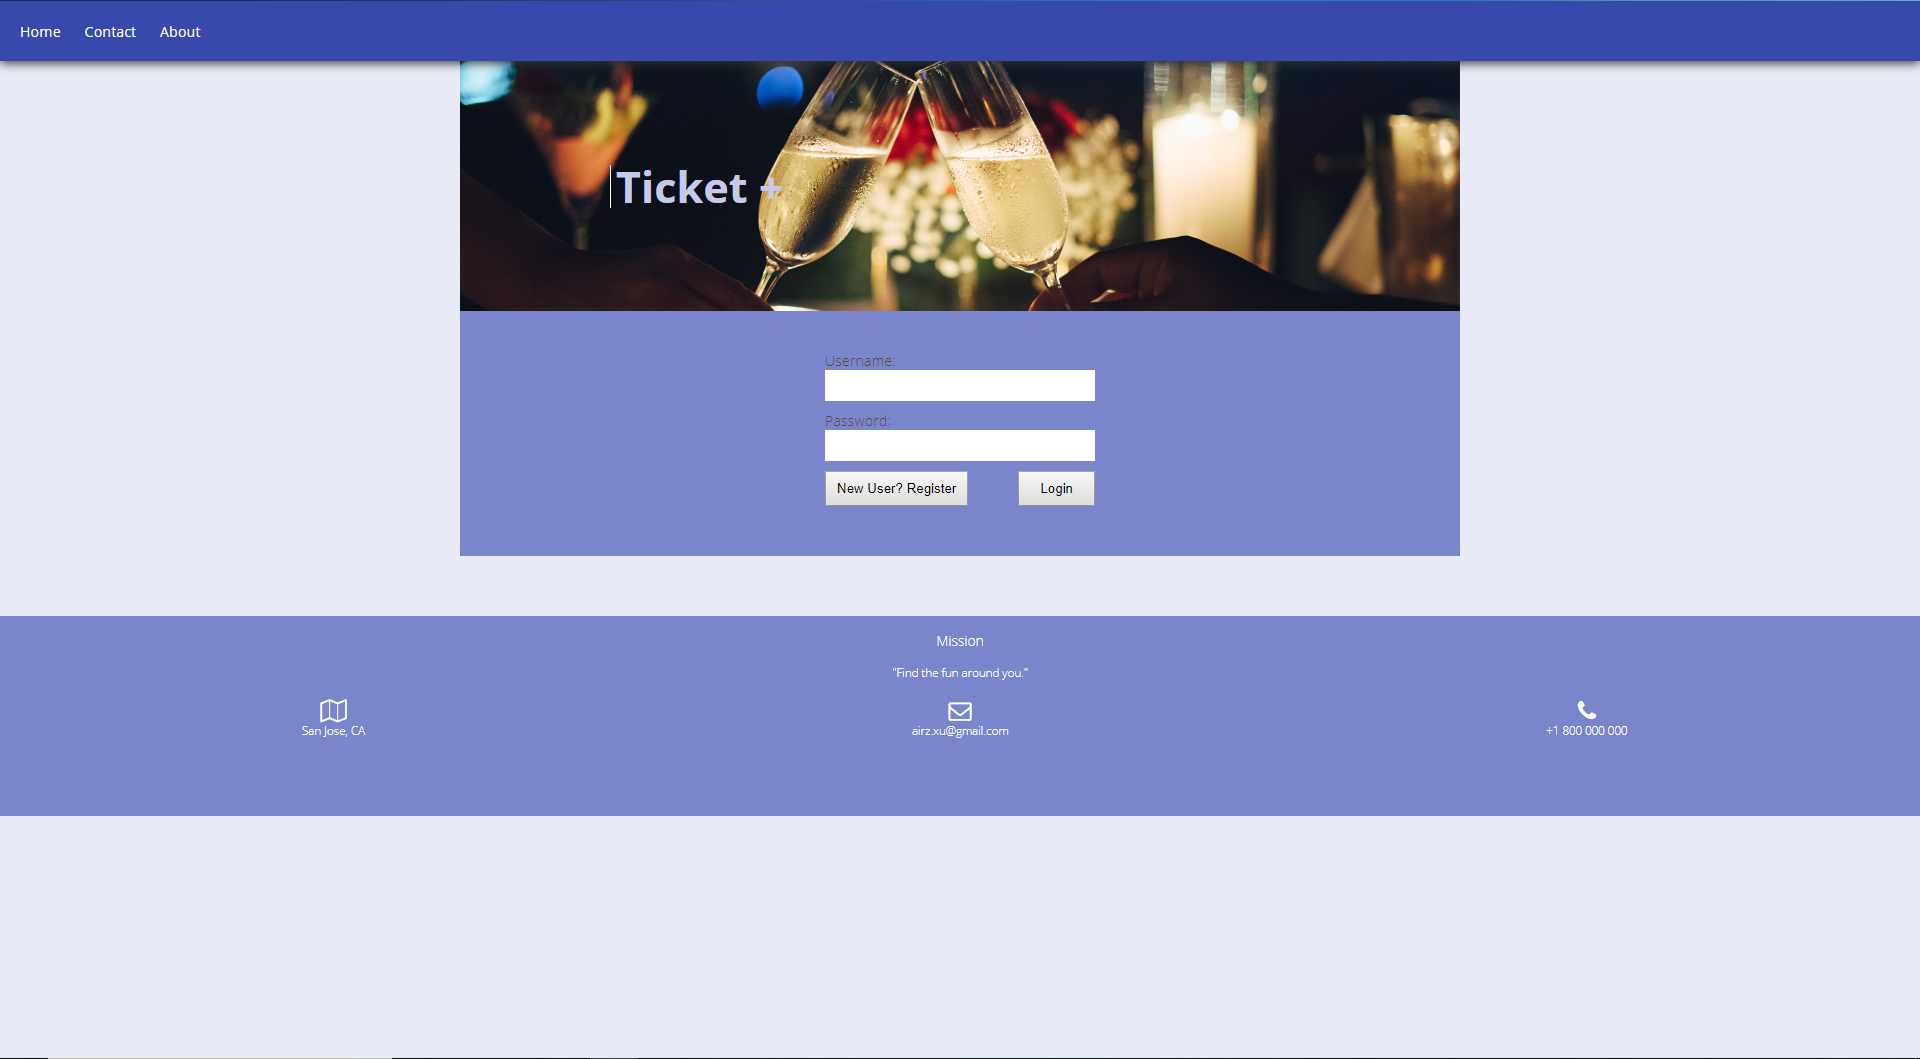 Home Contact About
Ticket +
Username:
Password:
New User? Register Login
Mission
"Find the fun around you."
San Jose, CA airz.xu@gmail.com +1 800 000 000